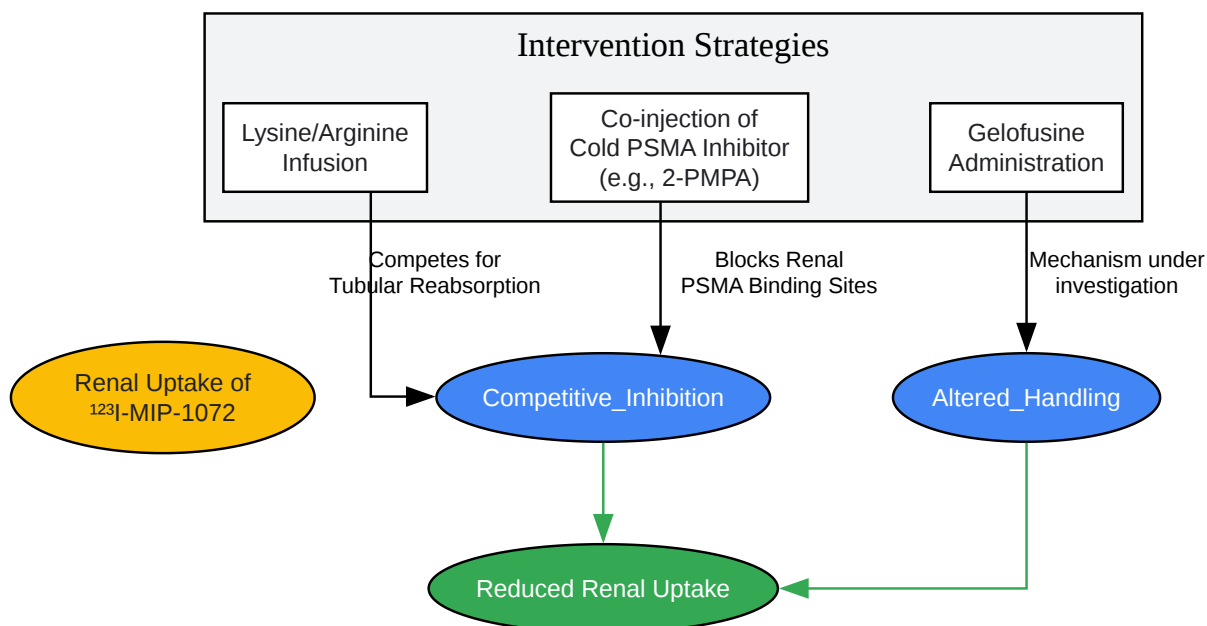 Intervention Strategies
Lysine/Arginine
Infusion
Co-injection of
Cold PSMA Inhibitor
(e.g., 2-PMPA)
Gelofusine
Administration
Competes for
Tubular Reabsorption
Blocks Renal
PSMA Binding Sites
Mechanism under
investigation
Renal Uptake of
¹²³I-MIP-1072
Competitive_Inhibition
Altered_Handling
Reduced Renal Uptake